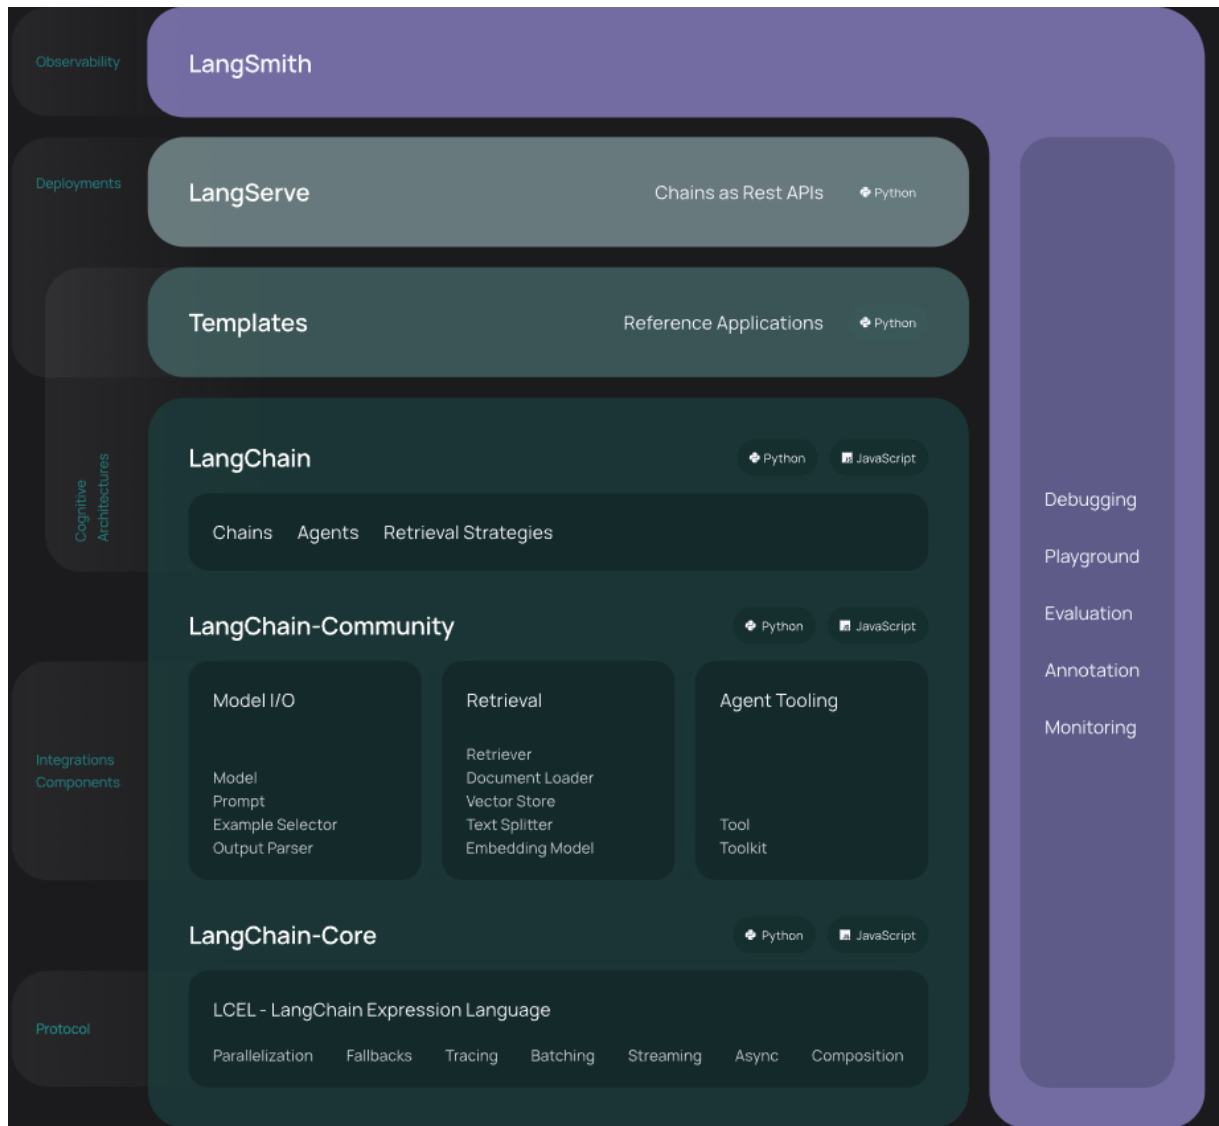 Observability
LangSmith
Deployments
LangServe
Chains as Rest APIs
Python
Templates
Reference Applications
Python
Cognitive
Architectures
LangChain
Python
JavaScript
Chains Agents Retrieval Strategies
LangChain-Community
Python
JavaScript
Integrations
Components
Model I/O
Model
Prompt
Example Selector
Output Parser
Retrieval
Retriever
Document Loader
Vector Store
Text Splitter
Embedding Model
Agent Tooling
Tool
Toolkit
LangChain-Core
Python
JavaScript
Protocol
LCEL - LangChain Expression Language
Parallelization Fallbacks Tracing Batching Streaming Async Composition
Debugging
Playground
Evaluation
Annotation
Monitoring